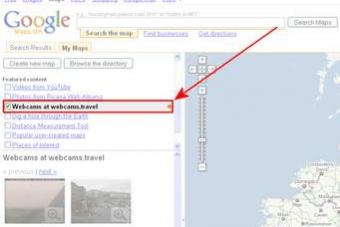 Google
Maps UK
e.g., 
Search Maps
Search the map
Find businesses
Get directions
Search Results
My Maps
Create new map
Browse the directory
Featured content
Videos from YouTube
Photos from Picasa Web Albums
Webcams at webcams.travel
Dig a hole through the Earth
Distance Measurement Tool
Popular user-created maps
Places of Interest
Webcams at webcams.travel
« previous | next »
Ireland